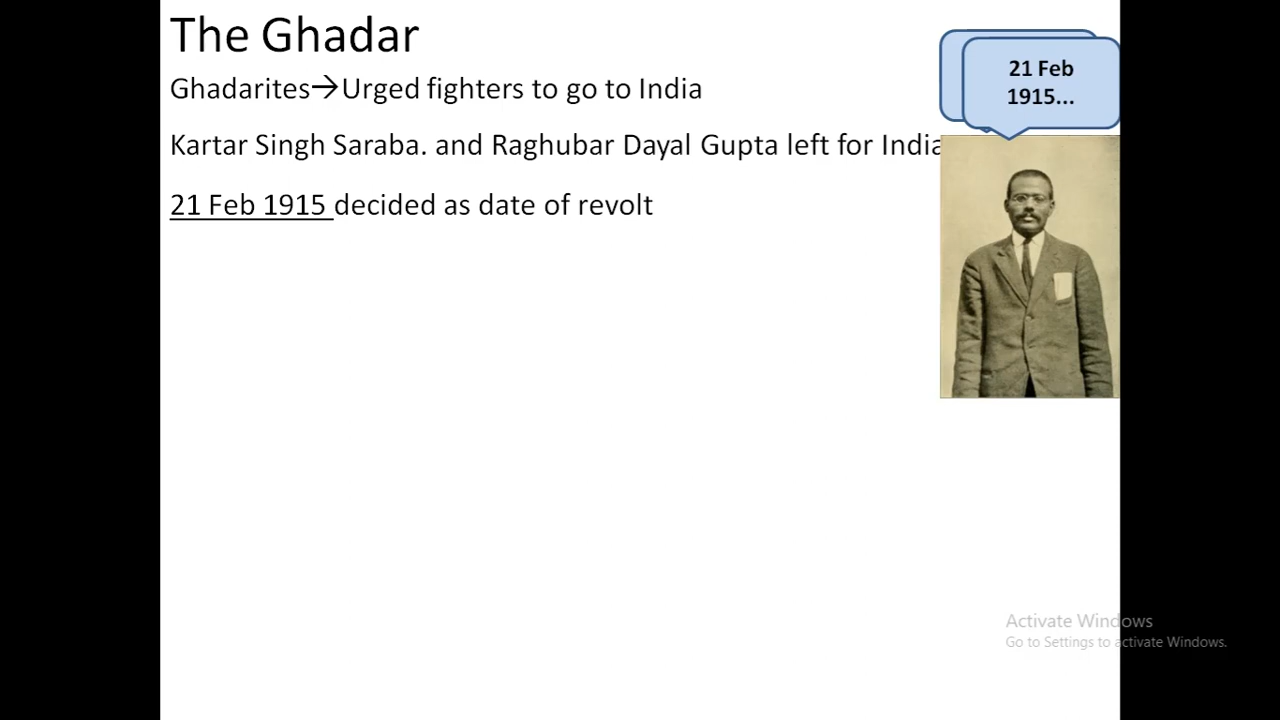 The Ghadar
Ghadarites→Urged fighters to go to India
Kartar Singh Saraba. and Raghubar Dayal Gupta left for India
21 Feb 1915 decided as date of revolt
21 Feb
1915...
Activate Windows
Go to Settings to activate Windows.